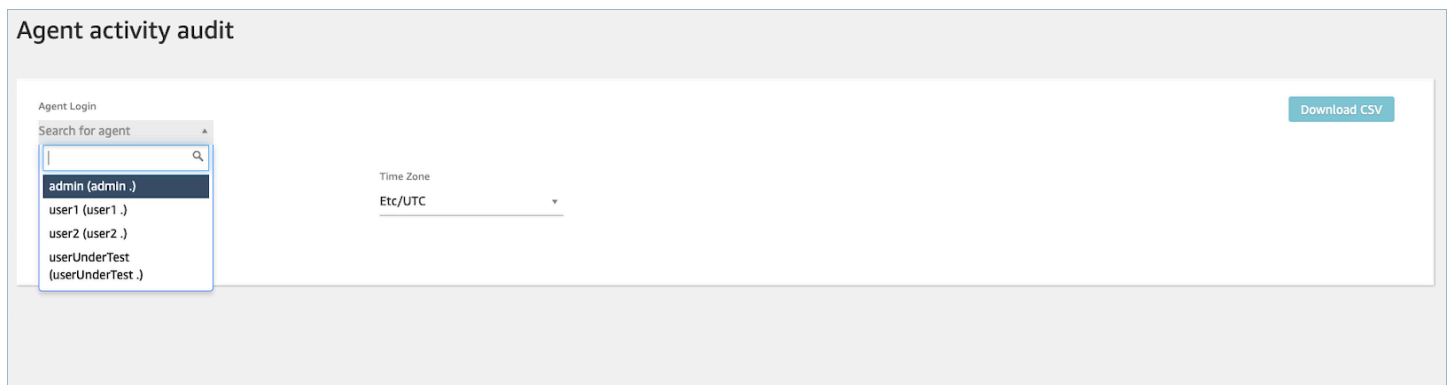 Agent activity audit
Agent Login
Download CSV
Search for agent
admin (admin .)
user1 (user1 .)
user2 (user2 .)
userUnderTest
(userUnderTest .)
Time Zone
Etc/UTC